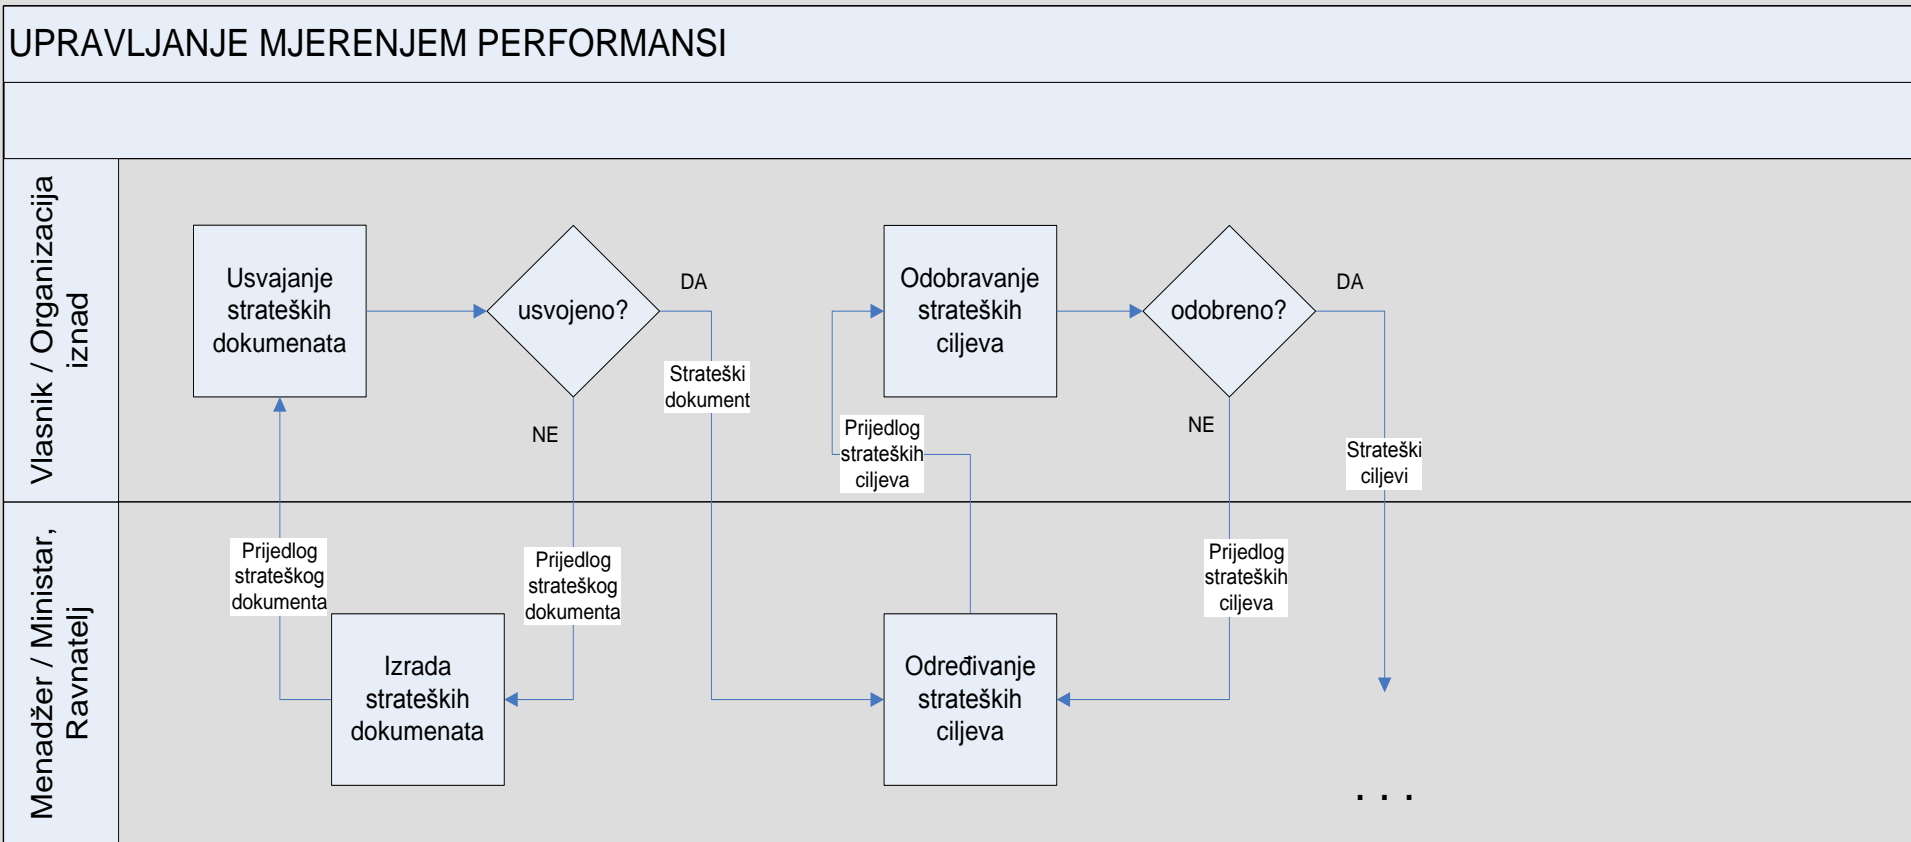 UPRAVLJANJE MJERENJEM PERFORMANSI
Vlasnik / Organizacija
iznad
Usvajanje
strateških
dokumenata
usvojeno?
DA
Strateški
dokument
NE
Odobravanje
strateških
ciljeva
odobreno?
DA
Prijedlog
strateških
ciljeva
NE
Strateški
ciljevi
Menadžer / Ministar,
Ravnatelj
Prijedlog
strateškog
dokumenta
Prijedlog
strateškog
dokumenta
Izrada
strateških
dokumenata
Određivanje
strateških
ciljeva
Prijedlog
strateških
ciljeva
. . .